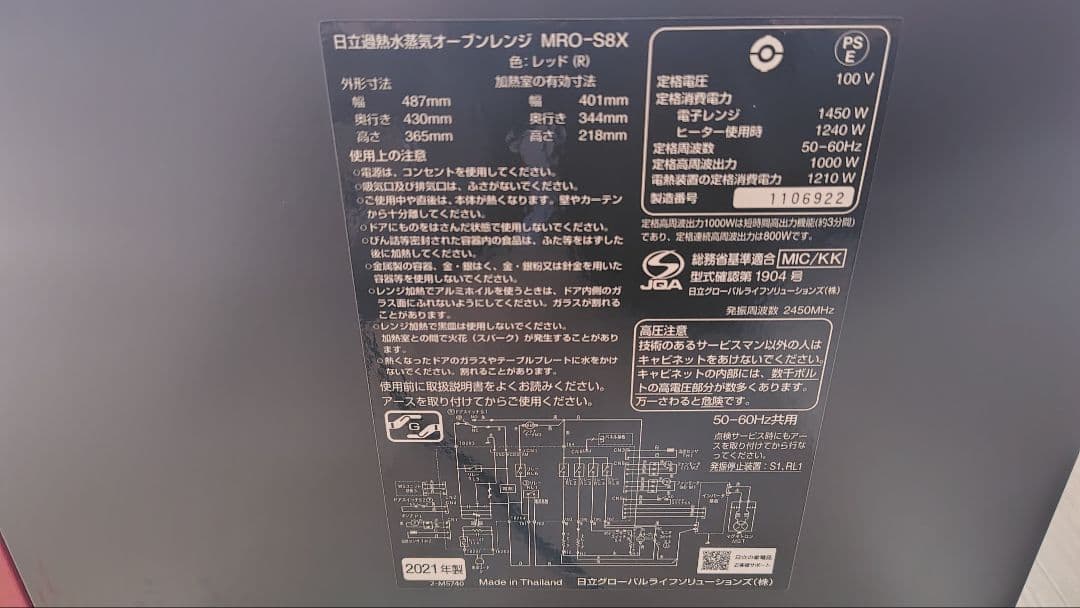 日立過熱水蒸気オーブンレンジ MRO-S8X
色:レッド(R)
外形寸法
幅 487mm
奥行き 430mm
高さ 365mm
加熱室の有効寸法
幅 401mm
奥行き 344mm
高さ 218mm
使用上の注意
○電源は、コンセントを使用してください。
○吸気口及び排気口は、ふさがないでください。
○ご使用中や直後は、本体が熱くなります。壁やカーテン
から十分離してください。
○ドアにものをはさんだ状態で使用しないでください。
○びん詰等密封された容器内の食品は、ふた等をはずした
後に加熱してください。
○金属製の容器、金・銀はく、金・銀粉又は針金を用いた
容器等を使用しないでください。
○レンジ加熱でアルミホイルを使うときは、ドア内側のガ
ラス面にふれないようにしてください。ガラスが割れる
ことがあります。
○レンジ加熱で黒皿は使用しないでください。
加熱室との間で火花(スパーク)が発生することがあり
ます。
○熱くなったドアのガラスやテーブルプレートに水をかけ
ないでください。割れることがあります。
使用前に取扱説明書をよくお読みください。
アースを取り付けてからご使用ください。
G
PS
E
定格電圧 100 V
定格消費電力
電子レンジ 1450 W
ヒーター使用時 1240 W
定格周波数 50-60Hz
定格高周波出力 1000 W
電熱装置の定格消費電力 1210 W
製造番号 1106922
定格高周波出力1000Wは短時間高出力機能(約3分間)
であり、定格連続高周波出力は800Wです。
JQA
総務省基準適合 MIC/KK
型式確認第 1904 号
日立グローバルライフソリューションズ(株)
発振周波数 2450MHz
高圧注意
技術のあるサービスマン以外の人は
キャビネットをあけないでください。
キャビネットの内部には、数千ボル
トの高電圧部分が数多くあります。
万一さわると危険です。
50-60Hz共用
点検サービス時にもアー
スを取り付けてから行な
ってください。
発振停止装置:S1,RL1
インバーター
マグネトロン
日立の家電品
お客様サポート
2021年製
2-M5740
Made in Thailand
日立グローバルライフソリューションズ(株)